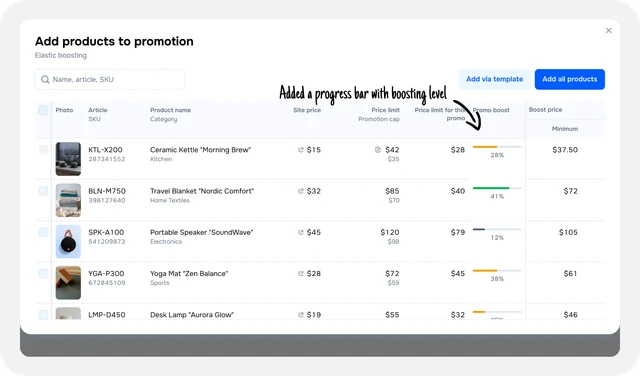 ×
Add products to promotion
Elastic boosting
Name, article, SKU
Add via template
Add all products
Added a progress bar with boosting level
Photo
Article
SKU
Product name
Category
Site price
Price limit
Promotion cap
Price limit for this promo
Promo boost
Boost price
Minimum
KTL-X200
287341552
Ceramic Kettle "Morning Brew"
Kitchen
$15
$42
$35
$28
28%
$37.50
BLN-M750
398127640
Travel Blanket "Nordic Comfort"
Home Textiles
$32
$85
$70
$40
41%
$72
SPK-A100
541209873
Portable Speaker "SoundWave"
Electronics
$45
$120
$98
$79
12%
$105
YGA-P300
672845109
Yoga Mat "Zen Balance"
Sports
$28
$72
$59
$45
38%
$61
LMP-D450
Desk Lamp "Aurora Glow"
$19
$55
$32
$46